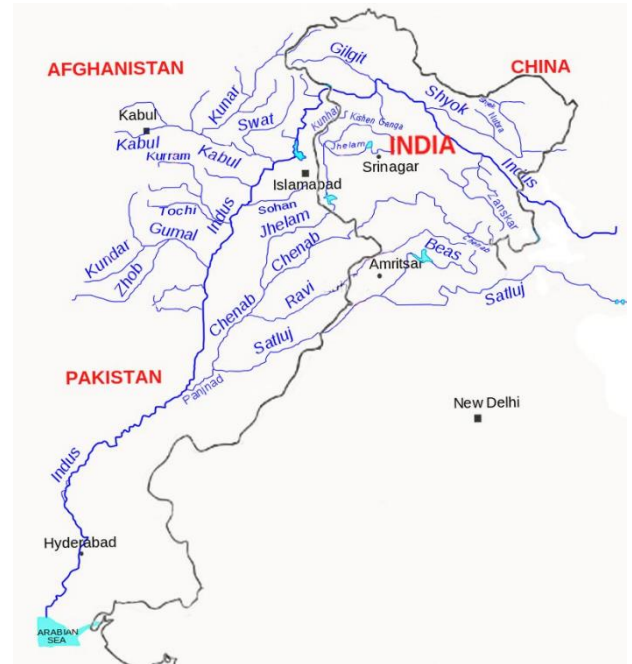 AFGHANISTAN
CHINA
Gilgit
Shyok
Kunar
Swat
Kabul
Kabul
Kabul
Kurram
Kunhar
Kishen Ganga
Jhelam
INDIA
Srinagar
Indus
Islamabad
Zanskar
Indus
Tochi
Sohan
Jhelam
Gumal
Kundar
Zhob
Chenab
Beas
Chenab
Amritsar
Ravi
Satluj
Chenab
Satluj
PAKISTAN
Panjnad
New Delhi
Indus
Hyderabad
ARABIAN
SEA